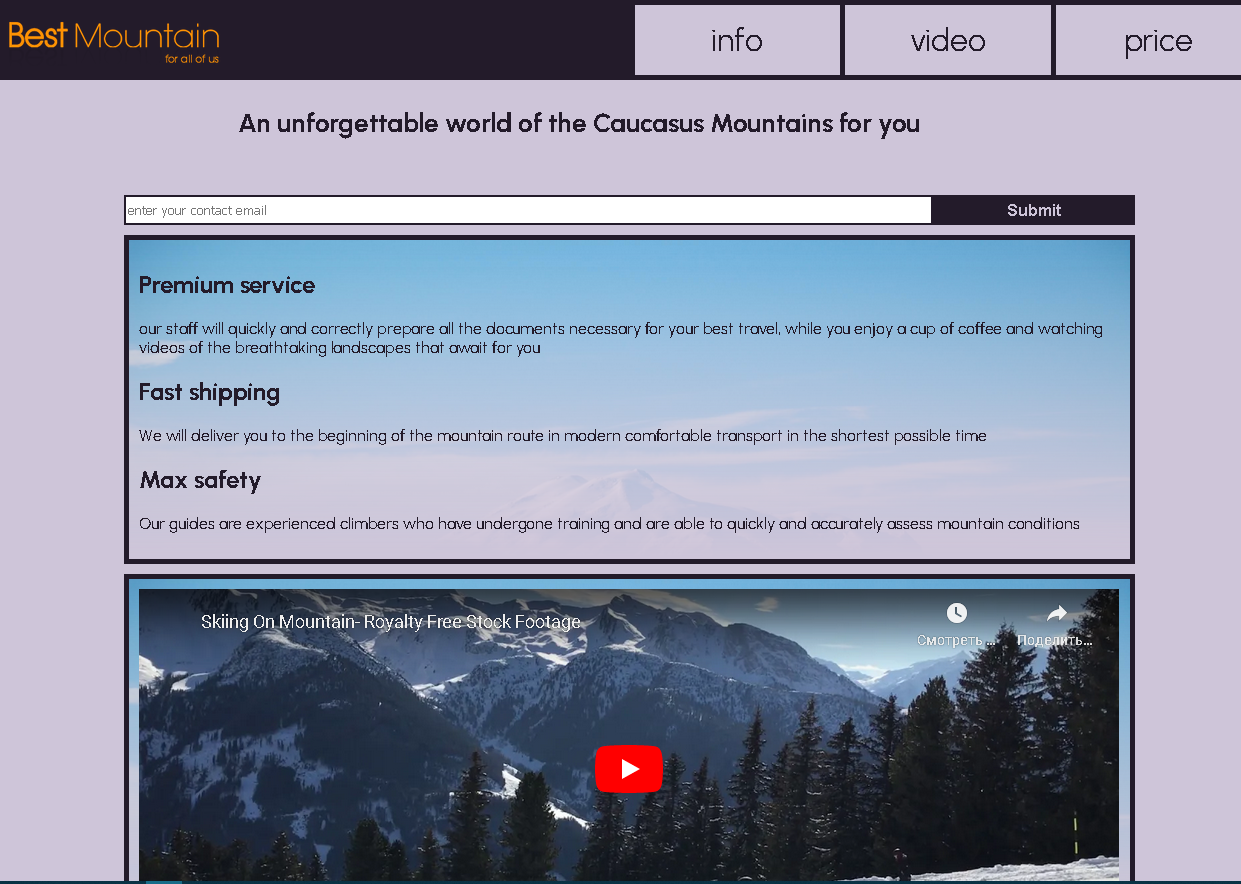 Best Mountain
for all of us
info
video
price
An unforgettable world of the Caucasus Mountains for you
enter your contact email
Submit
Premium service
our staff will quickly and correctly prepare all the documents necessary for your best travel, while you enjoy a cup of coffee and watching
videos of the breathtaking landscapes that await for you
Fast shipping
We will deliver you to the beginning of the mountain route in modern comfortable transport in the shortest possible time
Max safety
Our guides are experienced climbers who have undergone training and are able to quickly and accurately assess mountain conditions
Skiing On Mountain- Royalty Free Stock Footage
Смотреть ...
Поделить...